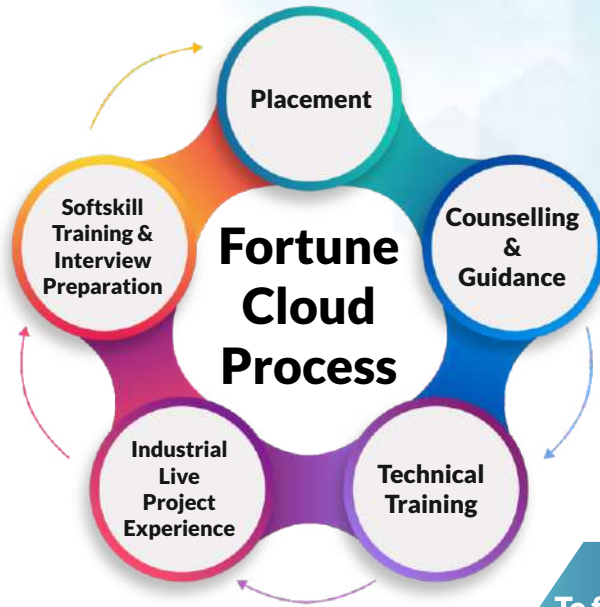 Placement
Counselling
&
Guidance
Softskill
Training &
Interview
Preparation
Fortune
Cloud
Process
Industrial
Live
Project
Experience
Technical
Training